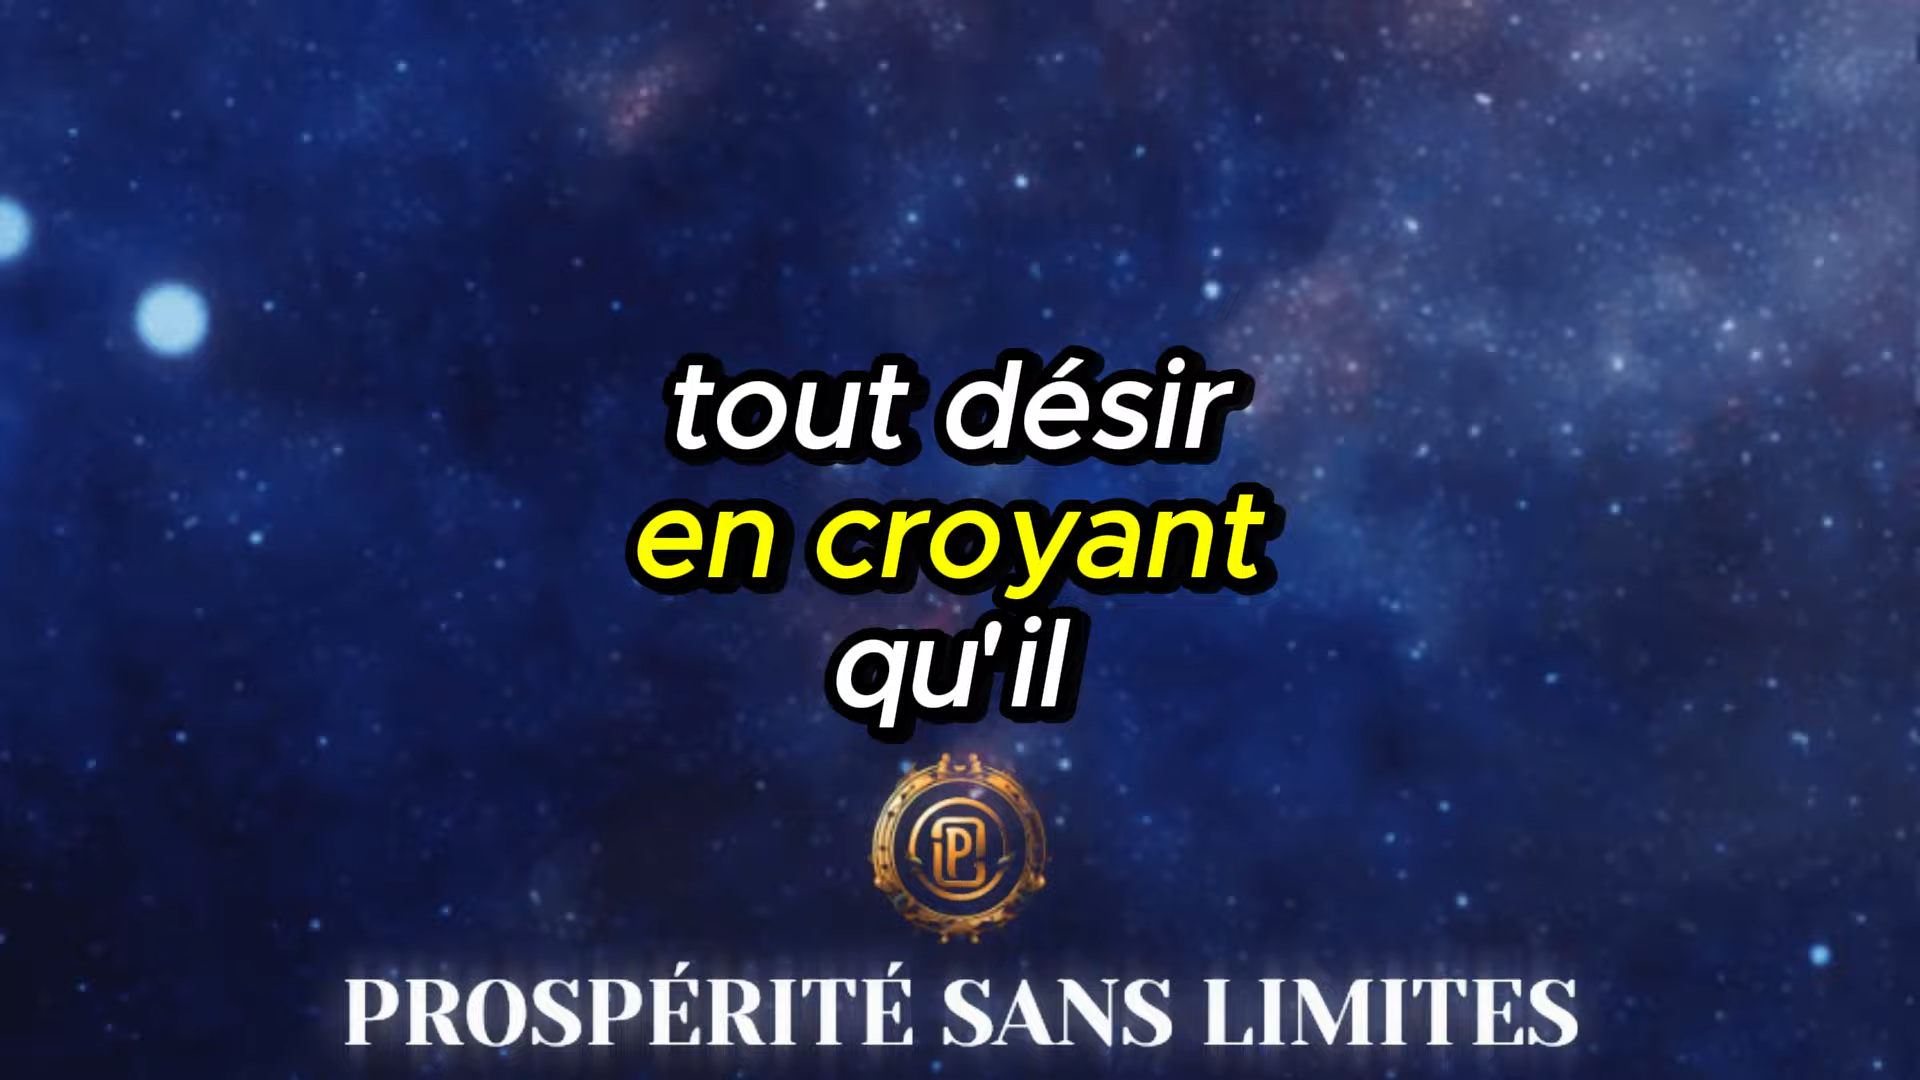 tout désir
en croyant
qu'il
P
PROSPÉRITÉ SANS LIMITES